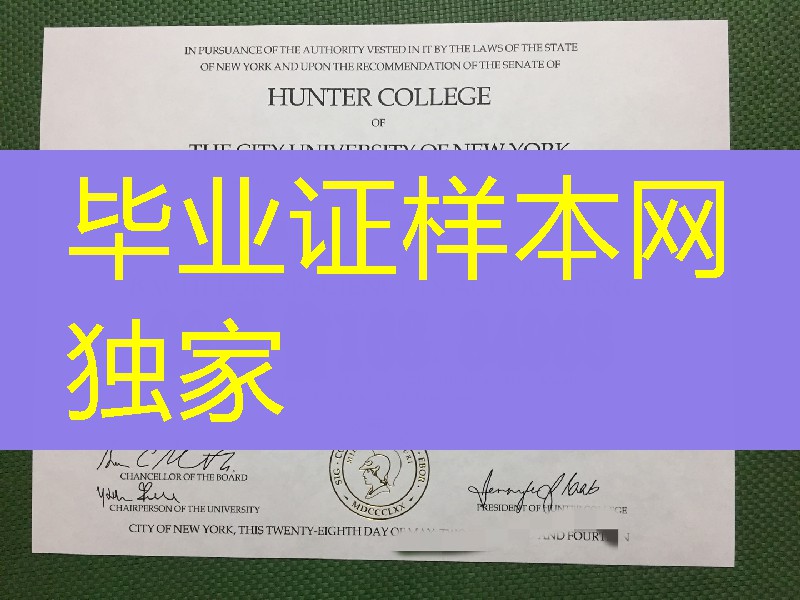 IN PURSUANCE OF THE AUTHORITY VESTED IN IT BY THE LAWS OF THE STATE
OF NEW YORK AND UPON THE RECOMMENDATION OF THE SENATE OF
HUNTER COLLEGE
OF
THE CITY UNIVERSITY OF NEW YORK
毕业证样本网
独家
CHANCELLOR OF THE BOARD
CHAIRPERSON OF THE UNIVERSITY
MDCCCLXX
PRESIDENT OF HUNTER COLLEGE
CITY OF NEW YORK, THIS TWENTY-EIGHTH DAY OF